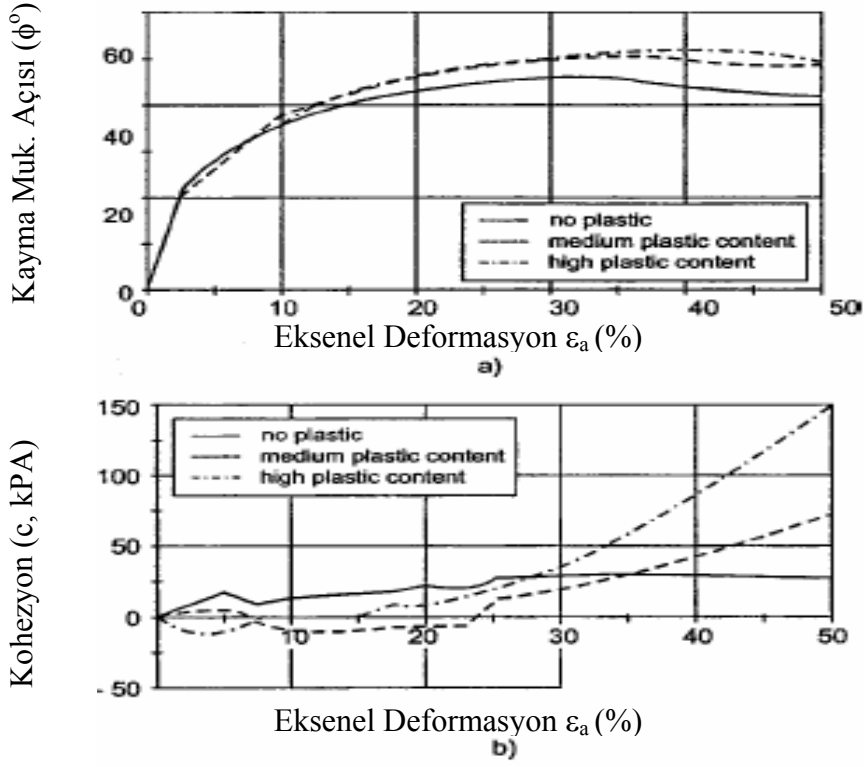 Kayma Muk. Açısı (ϕº)
60
40
20
0
no plastic
medium plastic content
high plastic content
0 10 20 30 40 50
Eksenel Deformasyon εa (%)
a)
Kohezyon (c, kPA)
150
100
50
0
- 50
no plastic
medium plastic content
high plastic content
10 20 30 40 50
Eksenel Deformasyon εa (%)
b)